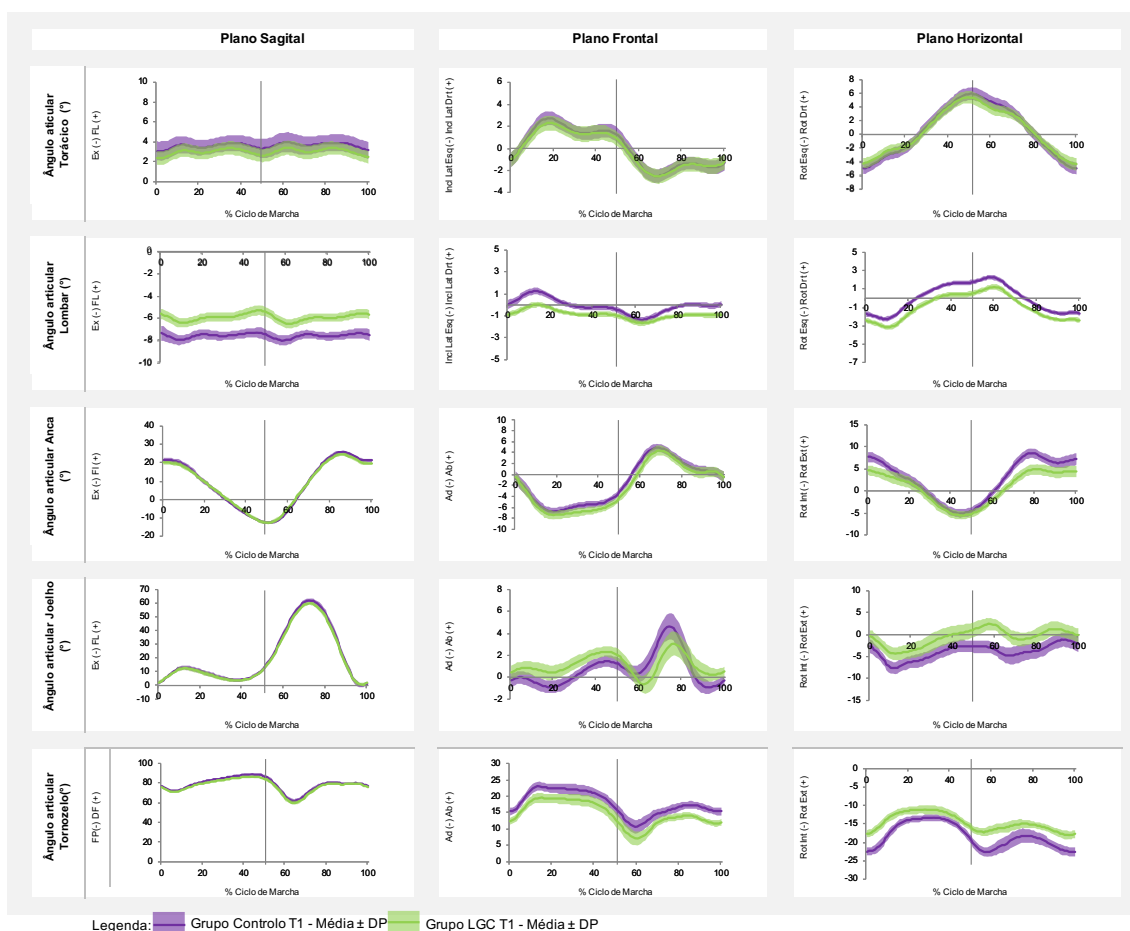 Plano Sagital Plano Frontal Plano Horizontal
Ângulo aticular
Torácico (º)
Ex (-) FL (+)
10
8
6
4
2
0
0 20 40 60 80 100
% Ciclo de Marcha
Incl Lat Esq (-) Incl Lat Drt (+)
6
4
2
0
-2
-4
0 20 40 60 80 100
% Ciclo de Marcha
Rot Esq (-) Rot Drt (+)
8
6
4
2
0
-2
-4
-6
-8
0 20 40 60 80 100
% Ciclo de Marcha
Ângulo articular
Lombar (º)
Ex (-) FL (+)
0
-2
-4
-6
-8
-10
0 20 40 60 80 100
% Ciclo de Marcha
Incl Lat Esq (-) Incl Lat Drt (+)
5
3
1
-1
-3
-5
0 20 40 60 80 100
% Ciclo de Marcha
Rot Esq (-) Rot Drt (+)
5
3
1
-1
-3
-5
-7
0 20 40 60 80 100
% Ciclo de Marcha
Ângulo articular Anca
(º)
Ex (-) Fl (+)
40
30
20
10
0
-10
-20
0 20 40 60 80 100
% Ciclo de Marcha
Ad (-) Ab (+)
10
8
6
4
2
0
-2
-4
-6
-8
-10
0 20 40 60 80 100
% Ciclo de Marcha
Rot Int (-) Rot Ext (+)
15
10
5
0
-5
-10
0 20 40 60 80 100
% Ciclo de Marcha
Ângulo articular Joelho
(º)
Ex (-) FL (+)
70
60
50
40
30
20
10
0
-10
0 20 40 60 80 100
% Ciclo de Marcha
Ad (-) Ab (+)
8
6
4
2
0
-2
0 20 40 60 80 100
% Ciclo de Marcha
Rot Int (-) Rot Ext (+)
10
5
0
-5
-10
-15
0 20 40 60 80 100
% Ciclo de Marcha
Ângulo articular
Tornozelo(º)
FP(-) DF (+)
100
80
60
40
20
0
0 20 40 60 80 100
% Ciclo de Marcha
Ad (-) Ab (+)
30
25
20
15
10
5
0
0 20 40 60 80 100
% Ciclo de Marcha
Rot Int (-) Rot Ext (+)
0
-5
-10
-15
-20
-25
-30
0 20 40 60 80 100
% Ciclo de Marcha
Legenda: Grupo Controlo T1 - Média ± DP Grupo LGC T1 - Média ± DP